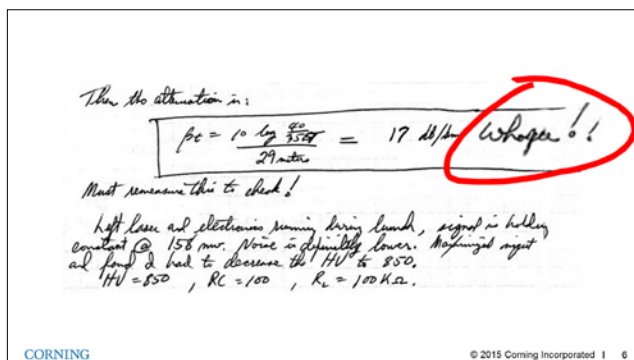 Then the attenuation is:
βt = 10 log 40/35 / 29 meters = 17 db/km Whopee!!
Must remeasure this to check!
Left laser and electronics running during lunch, signal is holding
constant @ 158 mv. Noise is definitely lower. Maximized input
and found I had to decrease the HV to 850.
HV = 850, RC = 100, RL = 100 KΩ.
CORNING
© 2015 Corning Incorporated | 6